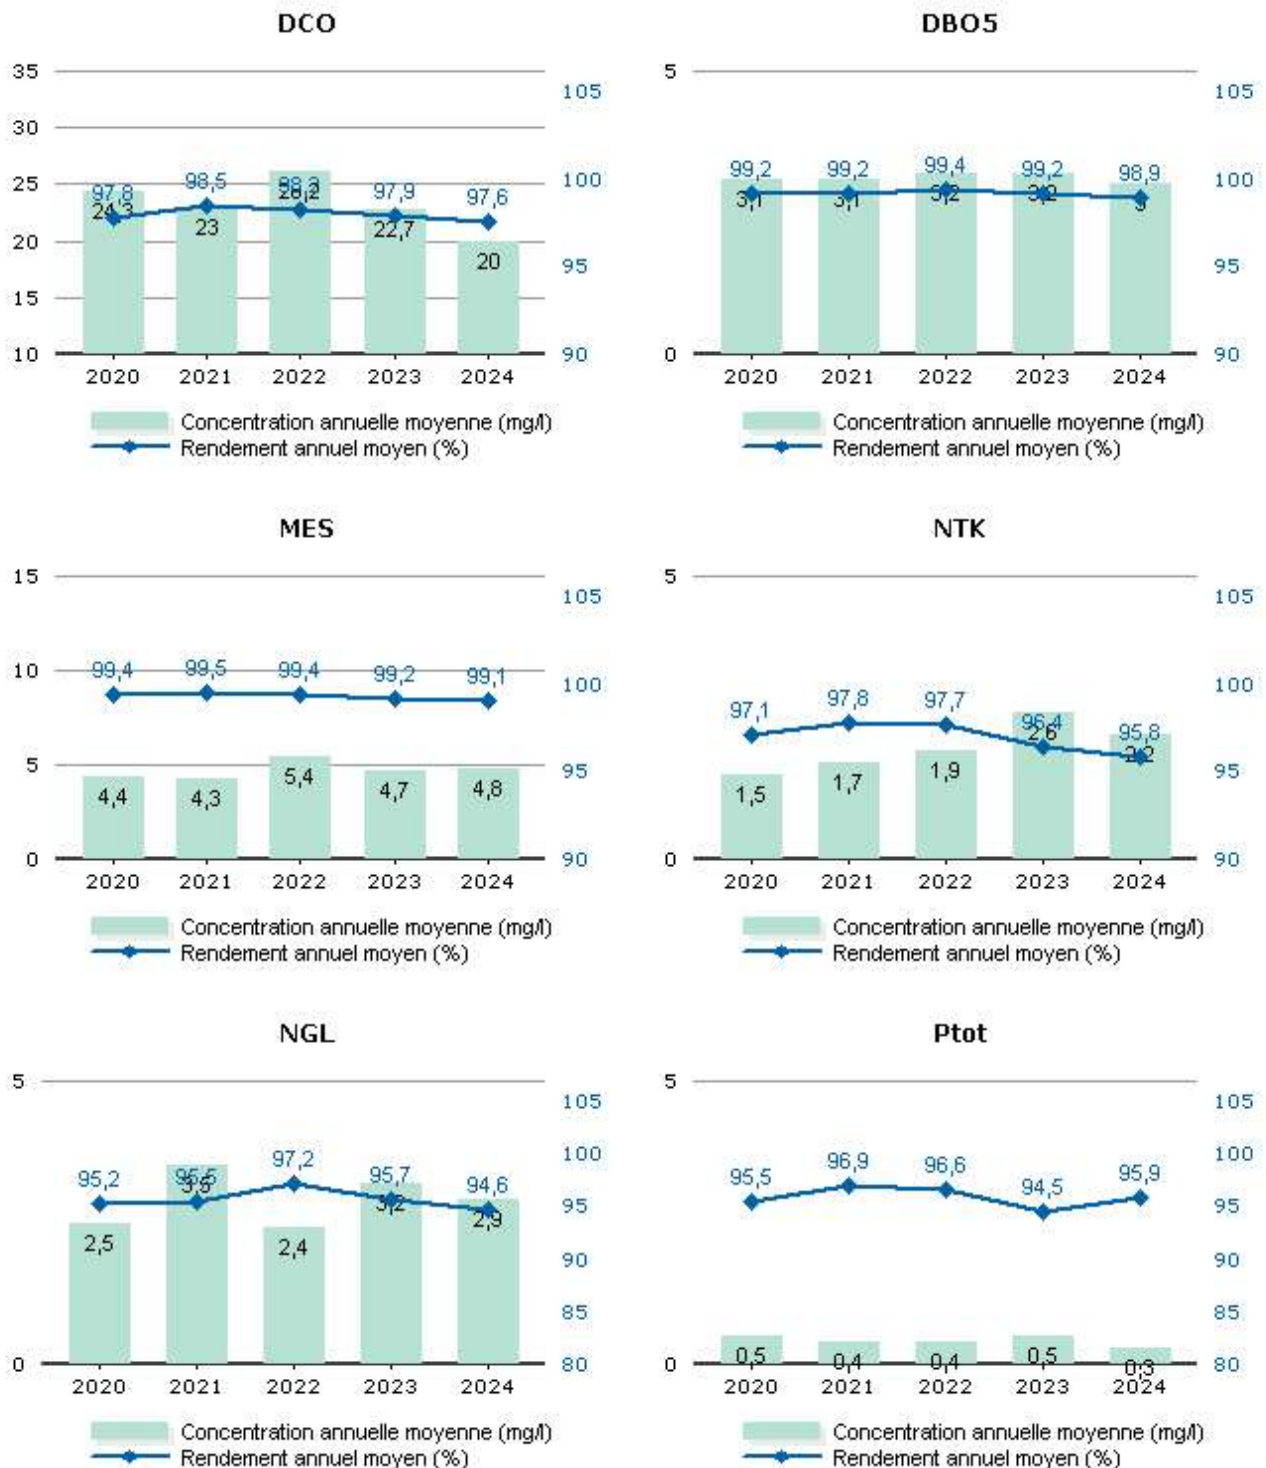 DCO
35
30
25
20
15
10
105
100
95
90
97,8 98,5 98,3 97,9 97,6
24,3 23 26,2 22,7 20
2020 2021 2022 2023 2024
Concentration annuelle moyenne (mg/l)
Rendement annuel moyen (%)
DBO5
5
0
105
100
95
90
99,2 99,2 99,4 99,2 98,9
3,1 3,1 3,2 3,2 3
2020 2021 2022 2023 2024
Concentration annuelle moyenne (mg/l)
Rendement annuel moyen (%)
MES
15
10
5
0
105
100
95
90
99,4 99,5 99,4 99,2 99,1
4,4 4,3 5,4 4,7 4,8
2020 2021 2022 2023 2024
Concentration annuelle moyenne (mg/l)
Rendement annuel moyen (%)
NTK
5
0
105
100
95
90
97,1 97,8 97,7 96,4 95,8
1,5 1,7 1,9 2,6 2,2
2020 2021 2022 2023 2024
Concentration annuelle moyenne (mg/l)
Rendement annuel moyen (%)
NGL
5
0
105
100
95
90
85
80
95,2 95,5 97,2 95,7 94,6
2,5 3,5 2,4 3,2 2,9
2020 2021 2022 2023 2024
Concentration annuelle moyenne (mg/l)
Rendement annuel moyen (%)
Ptot
5
0
105
100
95
90
85
80
95,5 96,9 96,6 94,5 95,9
0,5 0,4 0,4 0,5 0,3
2020 2021 2022 2023 2024
Concentration annuelle moyenne (mg/l)
Rendement annuel moyen (%)